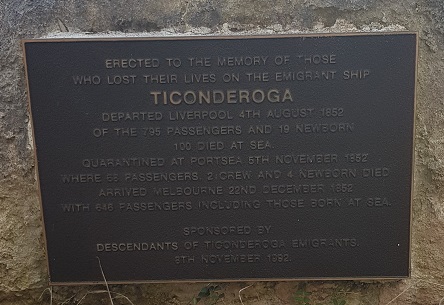 ERECTED TO THE MEMORY OF THOSE
WHO LOST THEIR LIVES ON THE EMIGRANT SHIP
TICONDEROGA
DEPARTED LIVERPOOL 4TH AUGUST 1852
OF THE 795 PASSENGERS AND 19 NEWBORN
100 DIED AT SEA.
QUARANTINED AT PORTSEA 5TH NOVEMBER 1852
WHERE PASSENGERS, 2 CREW AND 4 NEWBORN DIED
ARRIVED MELBOURNE 22ND DECEMBER 1852
WITH 646 PASSENGERS INCLUDING THOSE BORN AT SEA.
SPONSORED BY
DESCENDANTS OF TICONDEROGA EMIGRANTS.
NOVEMBER 1992.